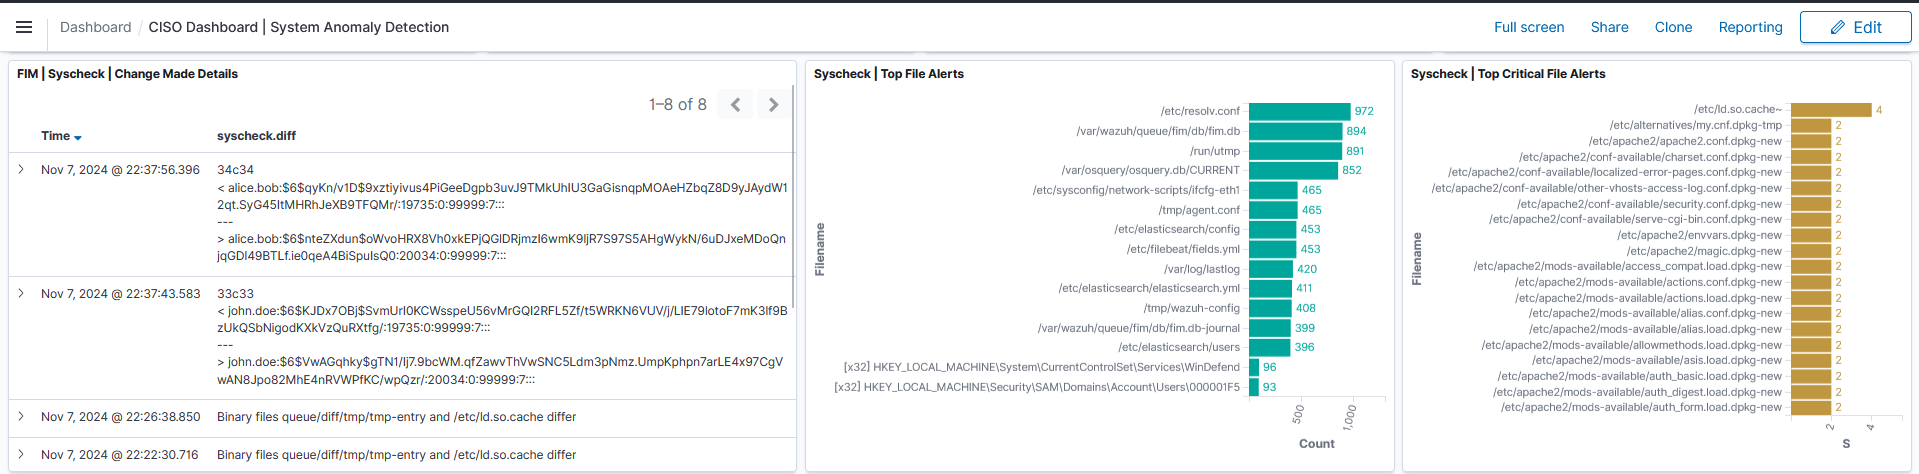 Dashboard / CISO Dashboard | System Anomaly Detection
Full screen
Share
Clone
Reporting
Edit
FIM | Syscheck | Change Made Details
1–8 of 8
Time
syscheck.diff
Nov 7, 2024 @ 22:37:56.396
34c34
< alice.bob:$6$qyKn/v1D$9xztiyivus4PiGeeDgpb3uvJ9TMkUhIU3GaGisnqpMOAeHZbqZ8D9yJAydW1
2qt.SyG45ItMHRhJeXB9TFQMr/:19735:0:99999:7:::
---
> alice.bob:$6$nteZXdun$oWvoHRX8Vh0xkEPjQGlDRjmzI6wmK9ljR7S97S5AHgWykN/6uDJxeMDoQn
jqGDl49BTLf.ie0qeA4BiSpulsQ0:20034:0:99999:7:::
Nov 7, 2024 @ 22:37:43.583
33c33
< john.doe:$6$KJDx7OBj$SvmUrI0KCWsspeU56vMrGQI2RFL5Zf/t5WRKN6VUV/j/LIE79lotoF7mK3lf9B
zUkQSbNigodKXkVzQuRXtfg/:19735:0:99999:7:::
---
> john.doe:$6$VwAGqhky$gTN1/Ij7.9bcWM.qfZawvThVwSNC5Ldm3pNmz.UmpKphpn7arLE4x97CgV
wAN8Jpo82MhE4nRVWPfKC/wpQzr/:20034:0:99999:7:::
Nov 7, 2024 @ 22:26:38.850
Binary files queue/diff/tmp/tmp-entry and /etc/ld.so.cache differ
Nov 7, 2024 @ 22:22:30.716
Binary files queue/diff/tmp/tmp-entry and /etc/ld.so.cache differ
Syscheck | Top File Alerts
Filename
/etc/resolv.conf 972
/var/wazuh/queue/fim/db/fim.db 894
/run/utmp 891
/var/osquery/osquery.db/CURRENT 852
/etc/sysconfig/network-scripts/ifcfg-eth1 465
/tmp/agent.conf 465
/etc/elasticsearch/config 453
/etc/filebeat/fields.yml 453
/var/log/lastlog 420
/etc/elasticsearch/elasticsearch.yml 411
/tmp/wazuh-config 408
/var/wazuh/queue/fim/db/fim.db-journal 399
/etc/elasticsearch/users 396
[x32] HKEY_LOCAL_MACHINE\System\CurrentControlSet\Services\WinDefend 96
[x32] HKEY_LOCAL_MACHINE\Security\SAM\Domains\Account\Users\000001F5 93
500
1,000
Count
Syscheck | Top Critical File Alerts
Filename
/etc/ld.so.cache~ 4
/etc/alternatives/my.cnf.dpkg-tmp 2
/etc/apache2/apache2.conf.dpkg-new 2
/etc/apache2/conf-available/charset.conf.dpkg-new 2
/etc/apache2/conf-available/localized-error-pages.conf.dpkg-new 2
/etc/apache2/conf-available/other-vhosts-access-log.conf.dpkg-new 2
/etc/apache2/conf-available/security.conf.dpkg-new 2
/etc/apache2/conf-available/serve-cgi-bin.conf.dpkg-new 2
/etc/apache2/envvars.dpkg-new 2
/etc/apache2/magic.dpkg-new 2
/etc/apache2/mods-available/access_compat.load.dpkg-new 2
/etc/apache2/mods-available/actions.conf.dpkg-new 2
/etc/apache2/mods-available/actions.load.dpkg-new 2
/etc/apache2/mods-available/alias.conf.dpkg-new 2
/etc/apache2/mods-available/alias.load.dpkg-new 2
/etc/apache2/mods-available/allowmethods.load.dpkg-new 2
/etc/apache2/mods-available/asis.load.dpkg-new 2
/etc/apache2/mods-available/auth_basic.load.dpkg-new 2
/etc/apache2/mods-available/auth_digest.load.dpkg-new 2
/etc/apache2/mods-available/auth_form.load.dpkg-new 2
2
4
S